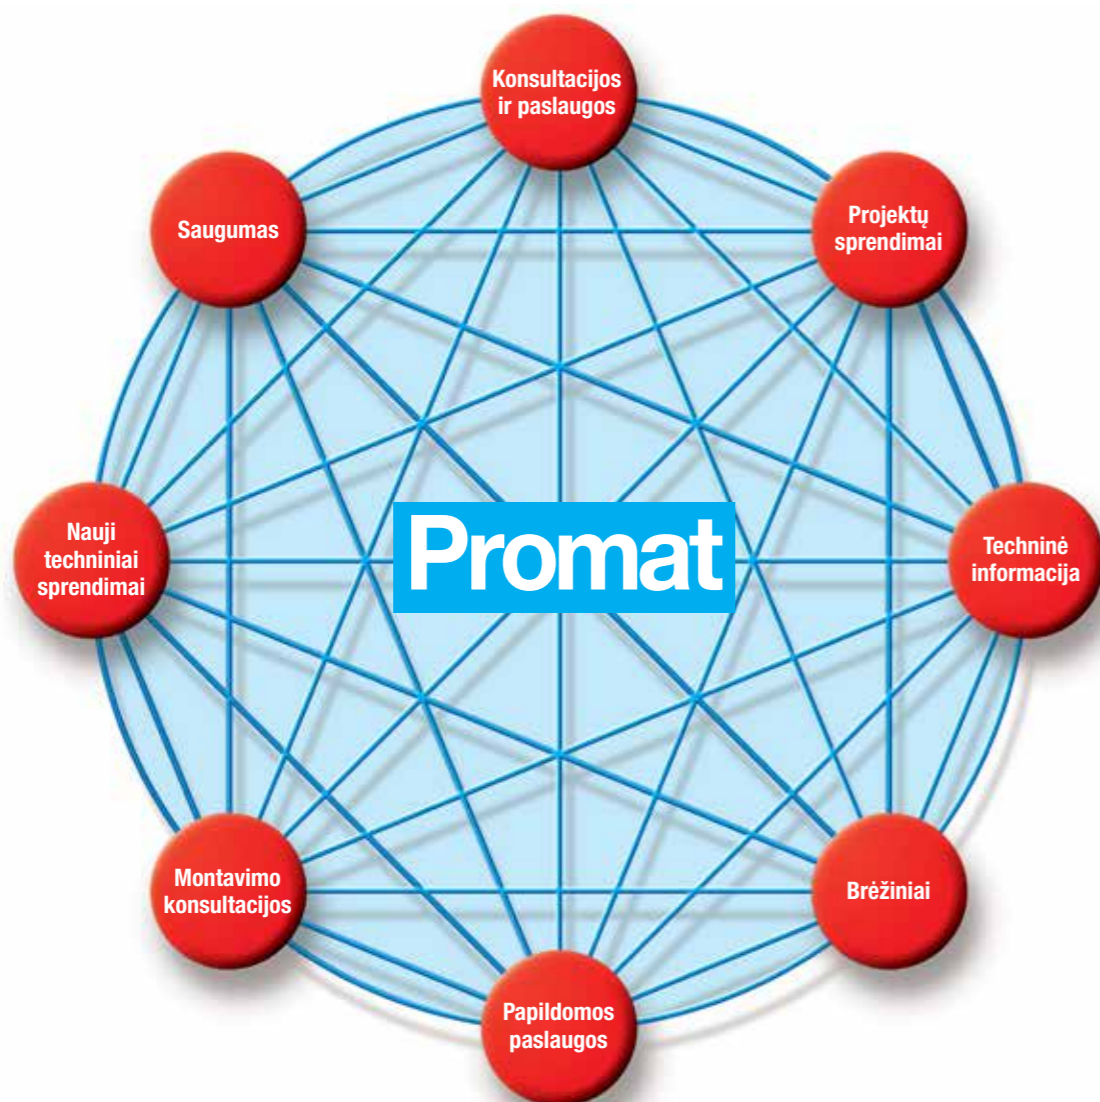 Konsultacijos
ir paslaugos
Projektų
sprendimai
Techninė
informacija
Brėžiniai
Papildomos
paslaugos
Montavimo
konsultacijos
Nauji
techniniai
sprendimai
Saugumas
Promat